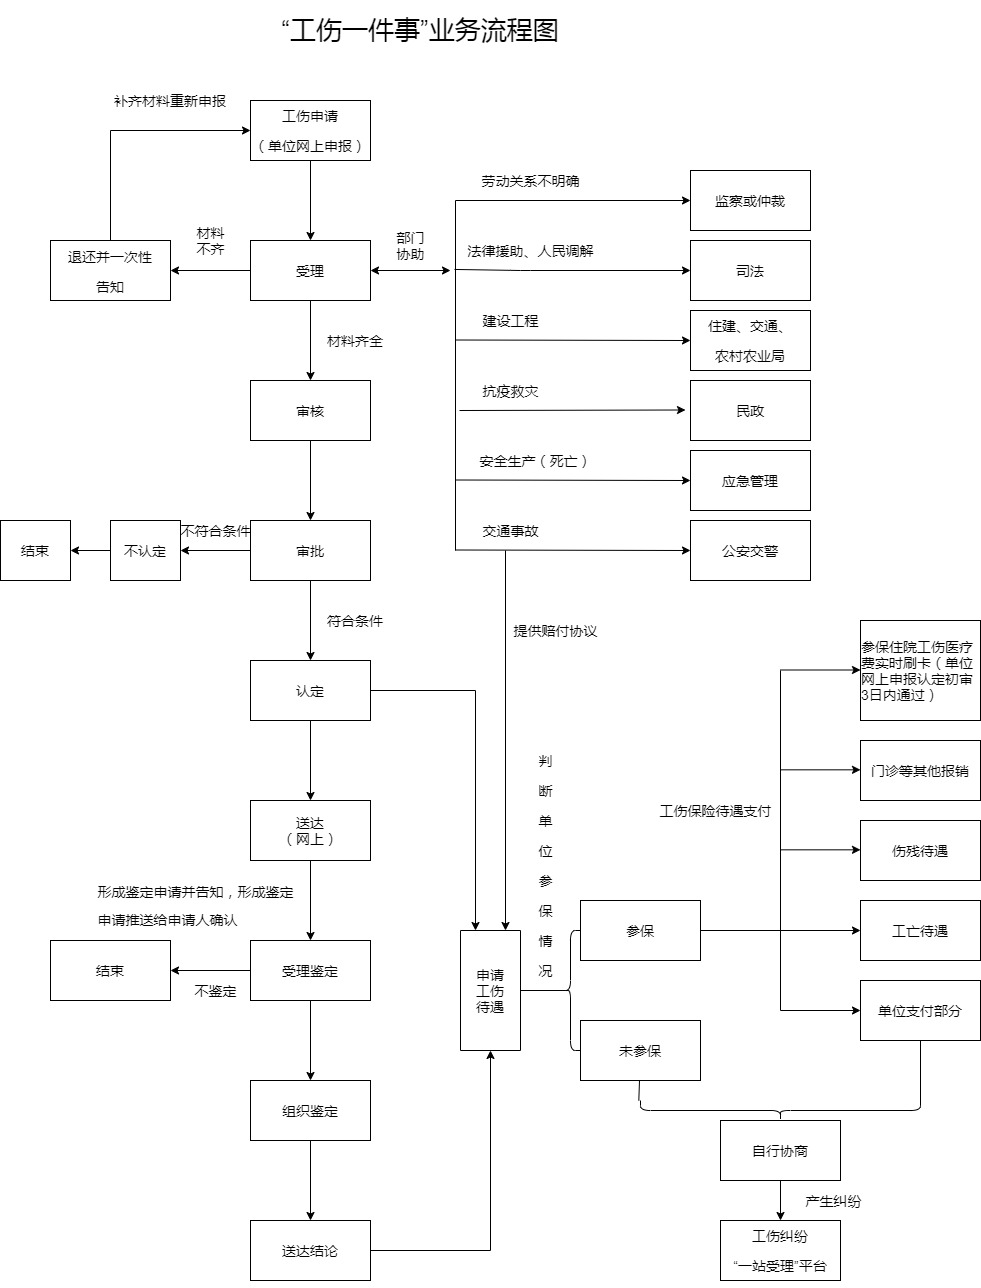 “工伤一件事”业务流程图
补齐材料重新申报
工伤申请
（单位网上申报）
劳动关系不明确
监察或仲裁
材料
不齐
部门
协助
退还并一次性
告知
受理
法律援助、人民调解
司法
建设工程
住建、交通、
农村农业局
材料齐全
审核
抗疫救灾
民政
安全生产（死亡）
应急管理
结束
不认定
不符合条件
审批
交通事故
公安交警
符合条件
提供赔付协议
认定
参保住院工伤医疗
费实时刷卡（单位
网上申报认定初审
3日内通过）
判
断
单
位
参
保
情
况
门诊等其他报销
工伤保险待遇支付
送达
（网上）
伤残待遇
形成鉴定申请并告知，形成鉴定
申请推送给申请人确认
结束
不鉴定
受理鉴定
申请
工伤
待遇
参保
工亡待遇
单位支付部分
未参保
组织鉴定
自行协商
产生纠纷
送达结论
工伤纠纷
“一站受理”平台